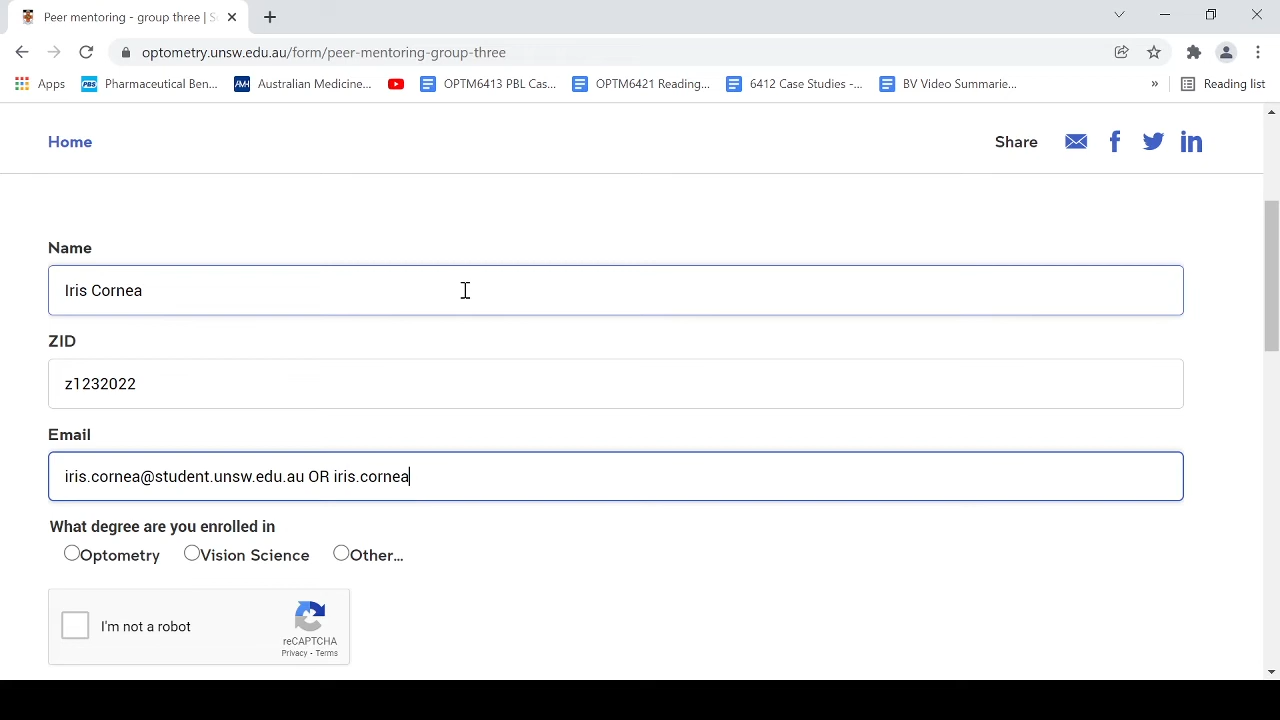 Peer mentoring - group three | S
optometry.unsw.edu.au/form/peer-mentoring-group-three
Apps
PBS
Pharmaceutical Ben...
AMH
Australian Medicine...
OPTM6413 PBL Cas...
OPTM6421 Reading...
6412 Case Studies -...
BV Video Summarie...
»
Reading list
Home
Share
Name
Iris Cornea
ZID
z1232022
Email
iris.cornea@student.unsw.edu.au OR iris.cornea
What degree are you enrolled in
Optometry
Vision Science
Other...
I'm not a robot
reCAPTCHA
Privacy - Terms